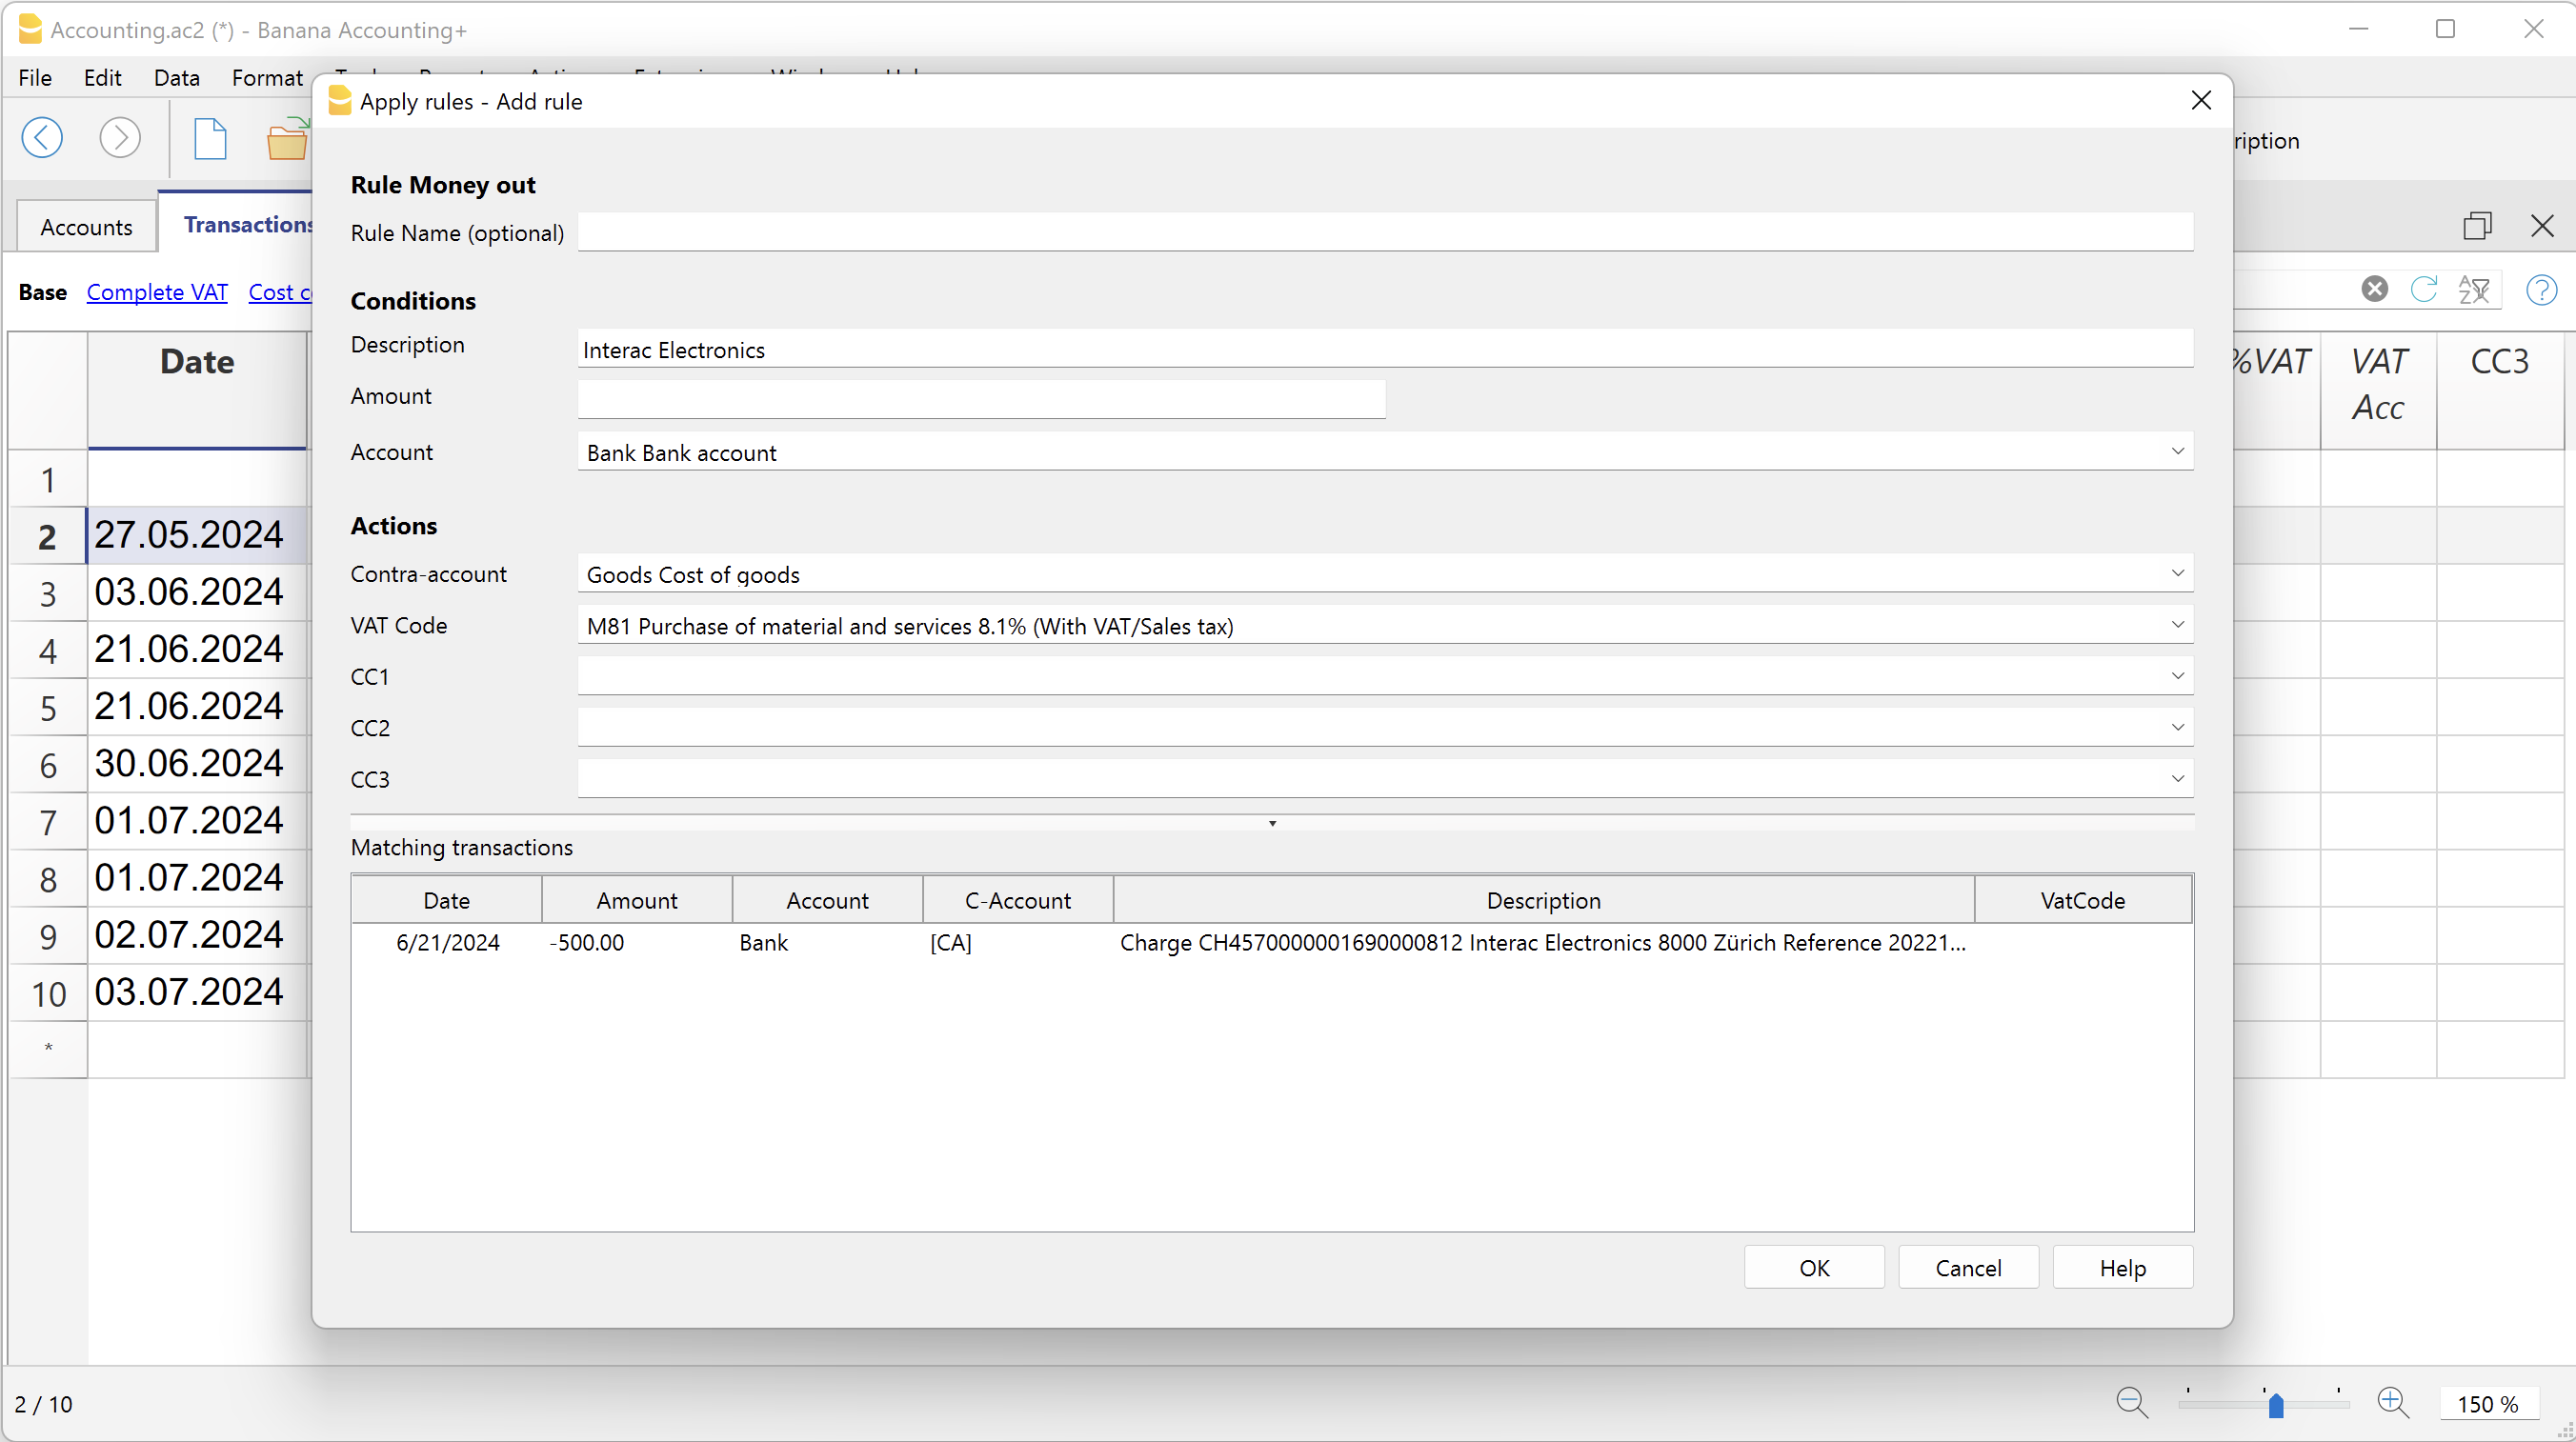 Accounting.ac2 (*) - Banana Accounting+
File Edit Data Format
Apply rules - Add rule
ription
Accounts Transactions
Base Complete VAT Cost c
Date
%VAT VAT Acc CC3
1
2 27.05.2024
3 03.06.2024
4 21.06.2024
5 21.06.2024
6 30.06.2024
7 01.07.2024
8 01.07.2024
9 02.07.2024
10 03.07.2024
*
Rule Money out
Rule Name (optional)
Conditions
Description Interac Electronics
Amount
Account Bank Bank account
Actions
Contra-account Goods Cost of goods
VAT Code M81 Purchase of material and services 8.1% (With VAT/Sales tax)
CC1
CC2
CC3
Matching transactions
Date Amount Account C-Account Description VatCode
6/21/2024 -500.00 Bank [CA] Charge CH4570000001690000812 Interac Electronics 8000 Zürich Reference 20221...
OK Cancel Help
2 / 10
150 %